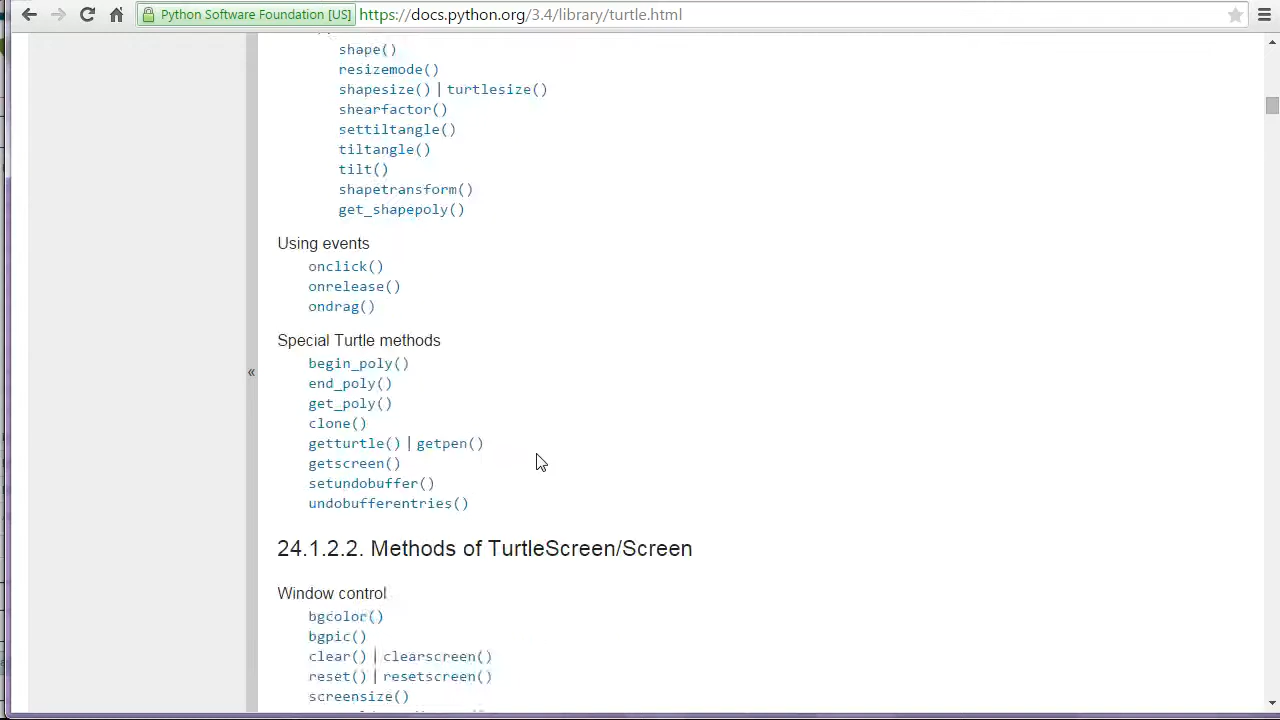 Python Software Foundation [US] https://docs.python.org/3.4/library/turtle.html
shape()
resizemode()
shapesize() | turtlesize()
shearfactor()
settiltangle()
tiltangle()
tilt()
shapetransform()
get_shapepoly()
Using events
onclick()
onrelease()
ondrag()
Special Turtle methods
begin_poly()
end_poly()
get_poly()
clone()
getturtle() | getpen()
getscreen()
setundobuffer()
undobufferentries()
«
24.1.2.2. Methods of TurtleScreen/Screen
Window control
bgcolor()
bgpic()
clear() | clearscreen()
reset() | resetscreen()
screensize()